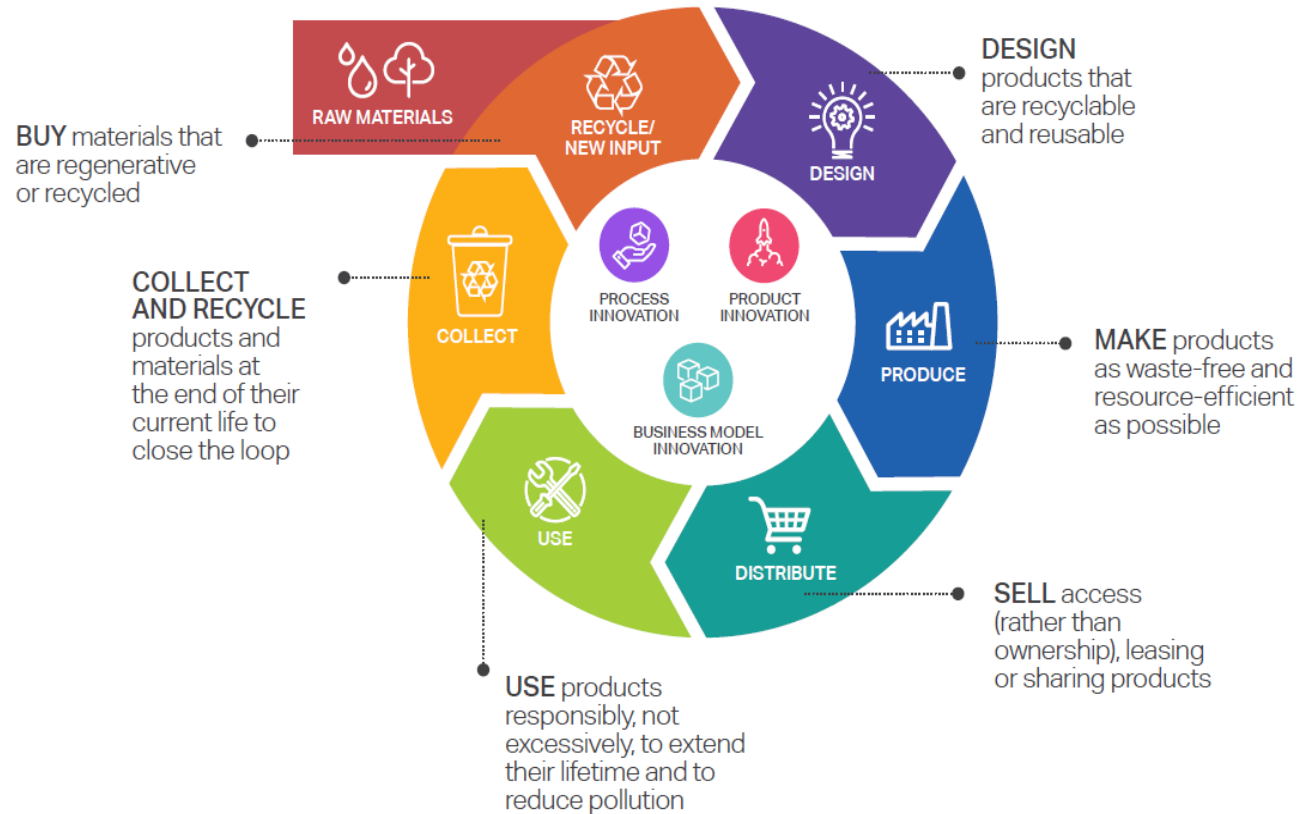 RAW MATERIALS
RECYCLE/
NEW INPUT
BUY materials that
are regenerative
or recycled
DESIGN
DESIGN
products that
are recyclable
and reusable
PRODUCE
MAKE products
as waste-free and
resource-efficient
as possible
DISTRIBUTE
SELL access
(rather than
ownership), leasing
or sharing products
USE
USE products
responsibly, not
excessively, to extend
their lifetime and to
reduce pollution
COLLECT
COLLECT
AND RECYCLE
products and
materials at
the end of their
current life to
close the loop
PROCESS
INNOVATION
PRODUCT
INNOVATION
BUSINESS MODEL
INNOVATION